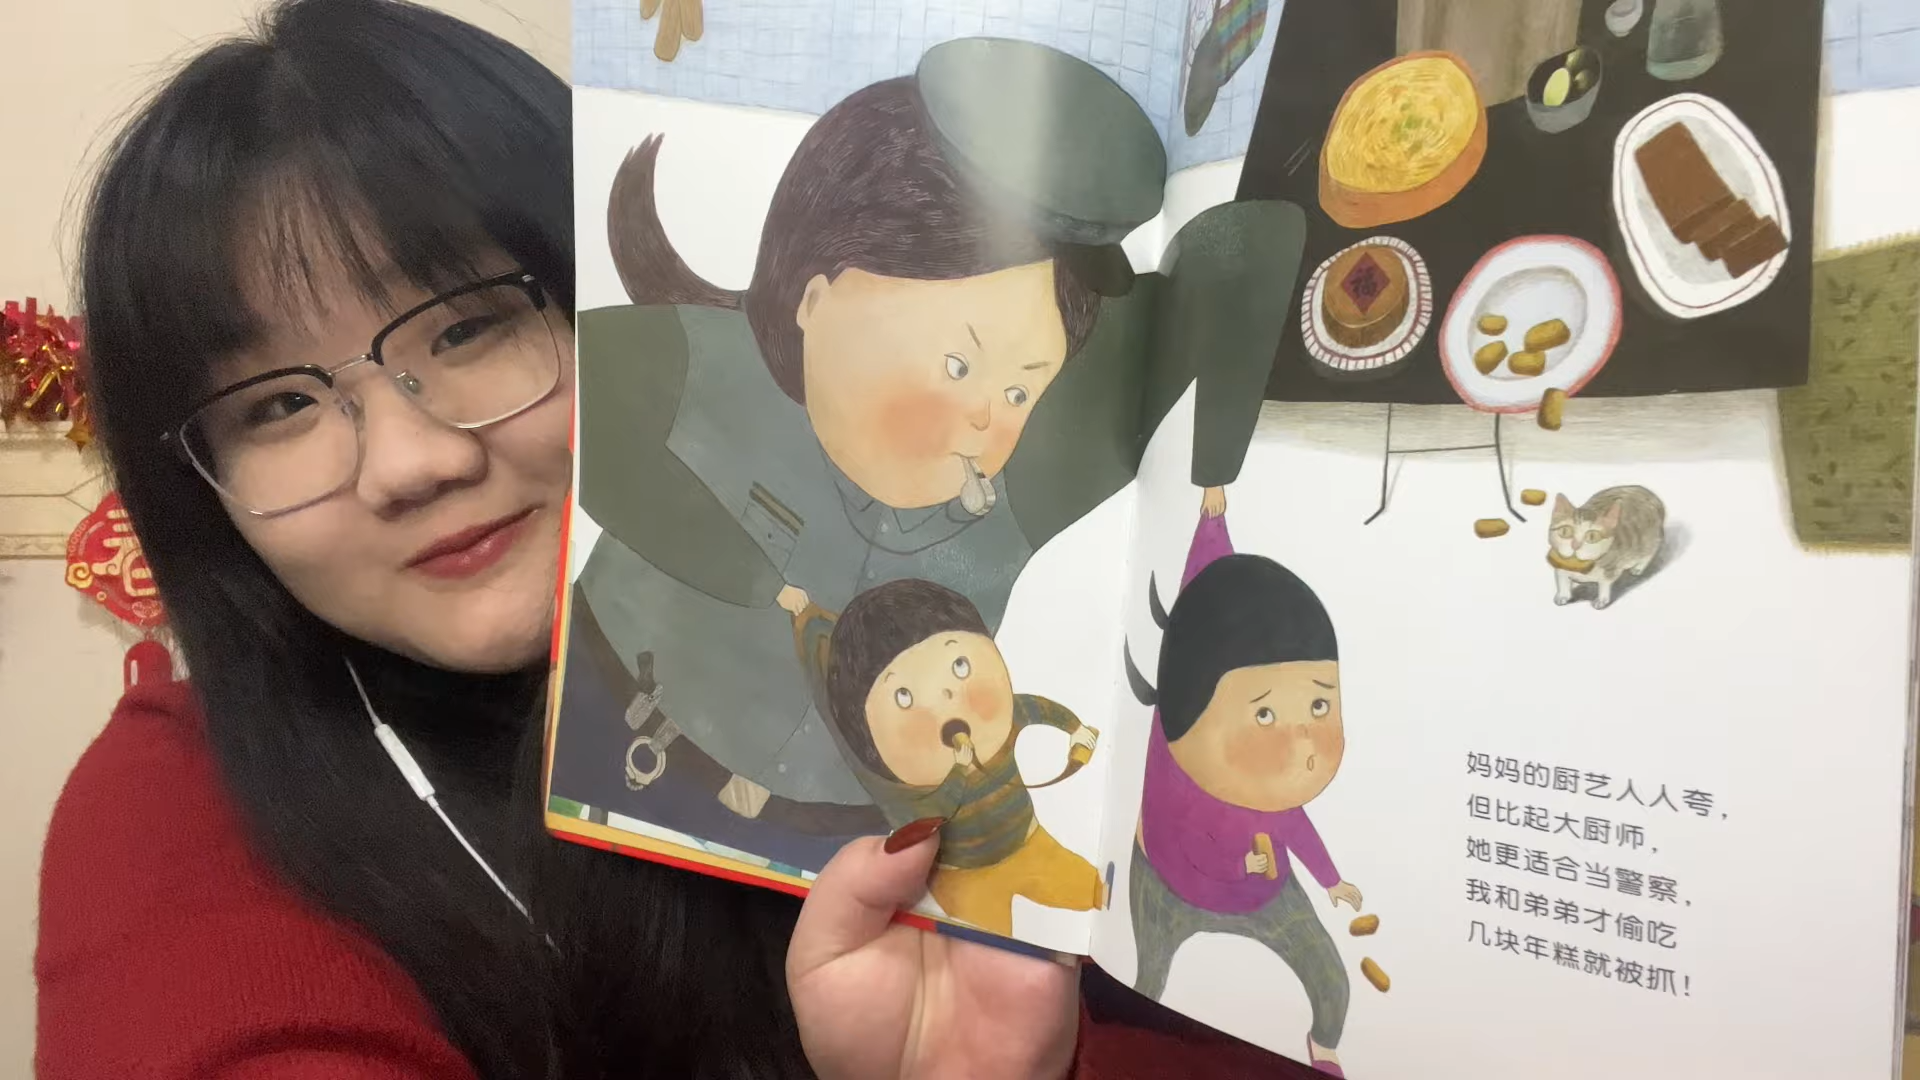 福
妈妈的厨艺人人夸，
但比起大厨师，
她更适合当警察，
我和弟弟才偷吃
几块年糕就被抓！